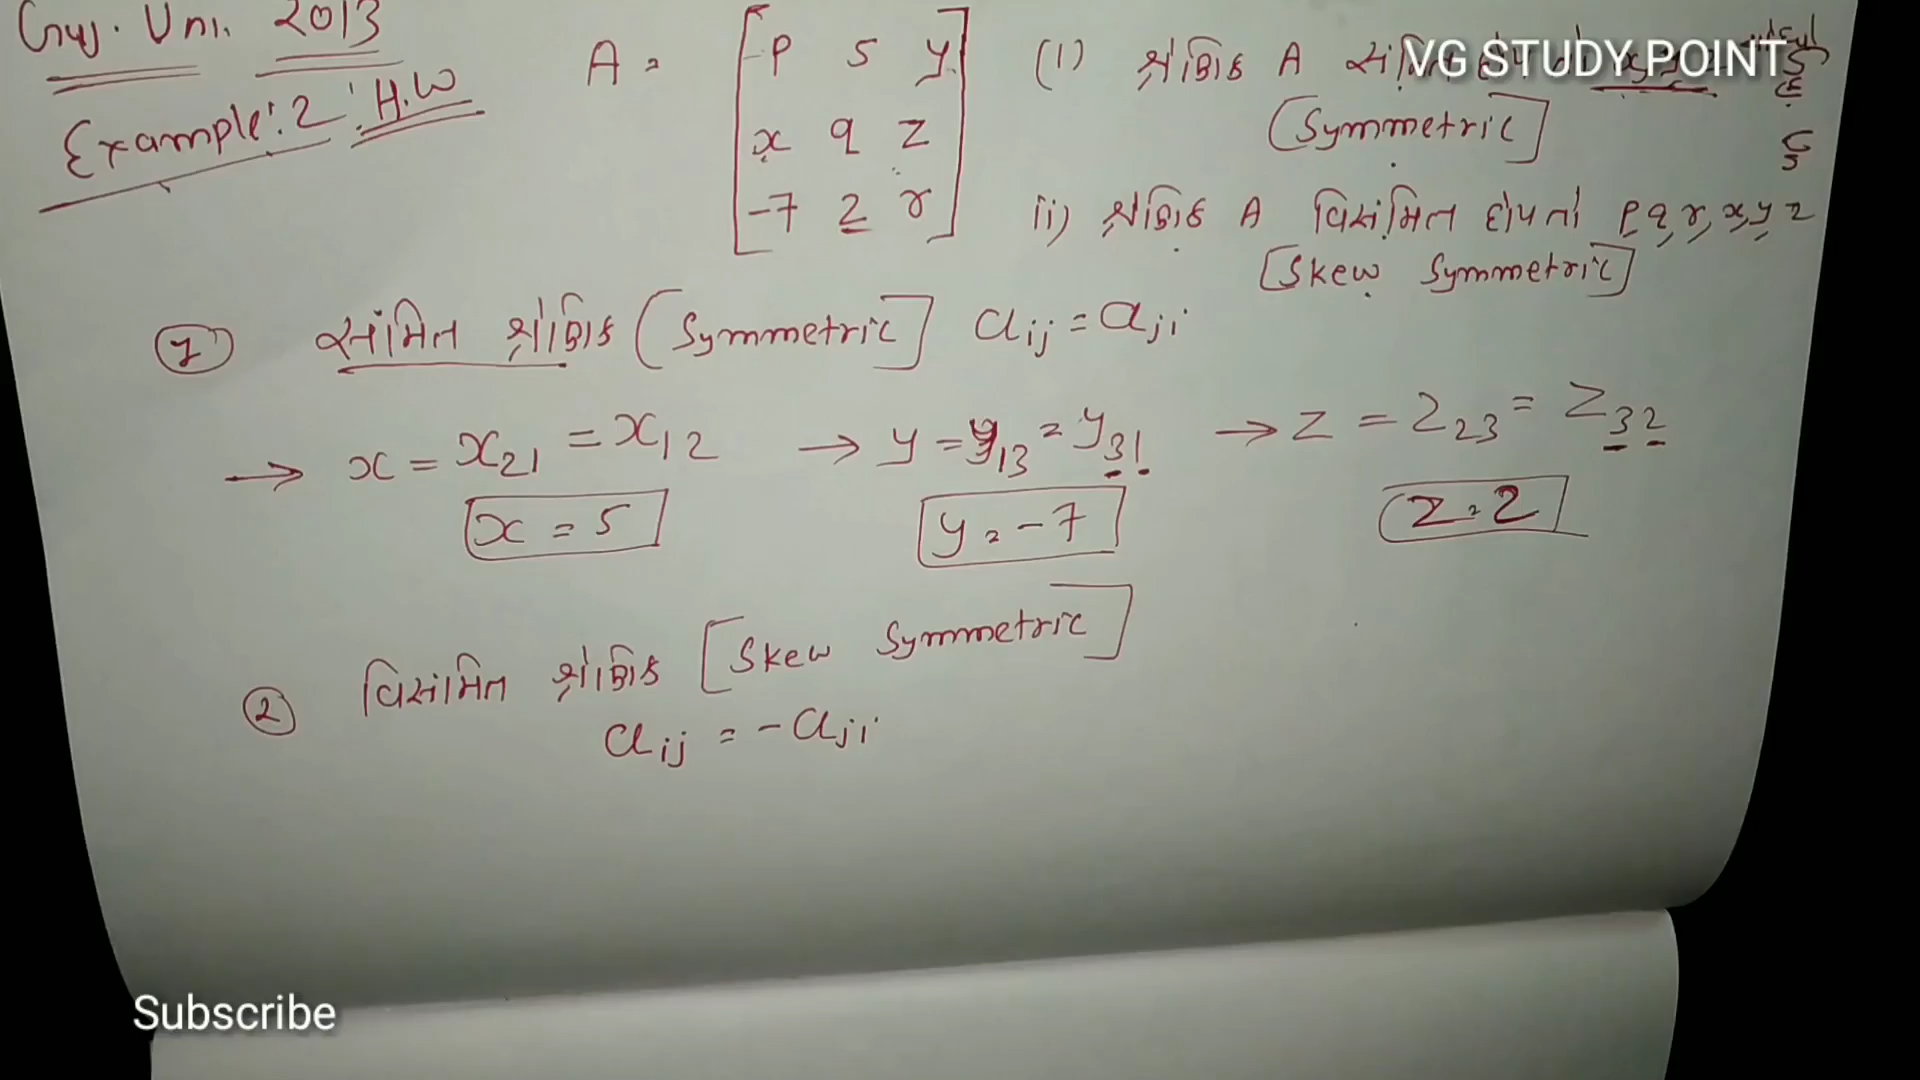 Guj. Uni. 2013
Example: 2 H.W
A = [p 5 y
x q z
-7 2 r]
(i) શ્રેણિક A સંમિત હોય તો
[Symmetric]
ii) શ્રેણિક A વિસંમિત હોય તો p, q, r, x, y z
[Skew Symmetric]
VG STUDY POINT
① સંમિત શ્રેણિક [Symmetric] aij = aji
→ x = x21 = x12 → y = y13 = y31 → z = z23 = z32
x = 5 y = -7 z = 2
② વિસંમિત શ્રેણિક [Skew Symmetric]
aij = -aji
Subscribe